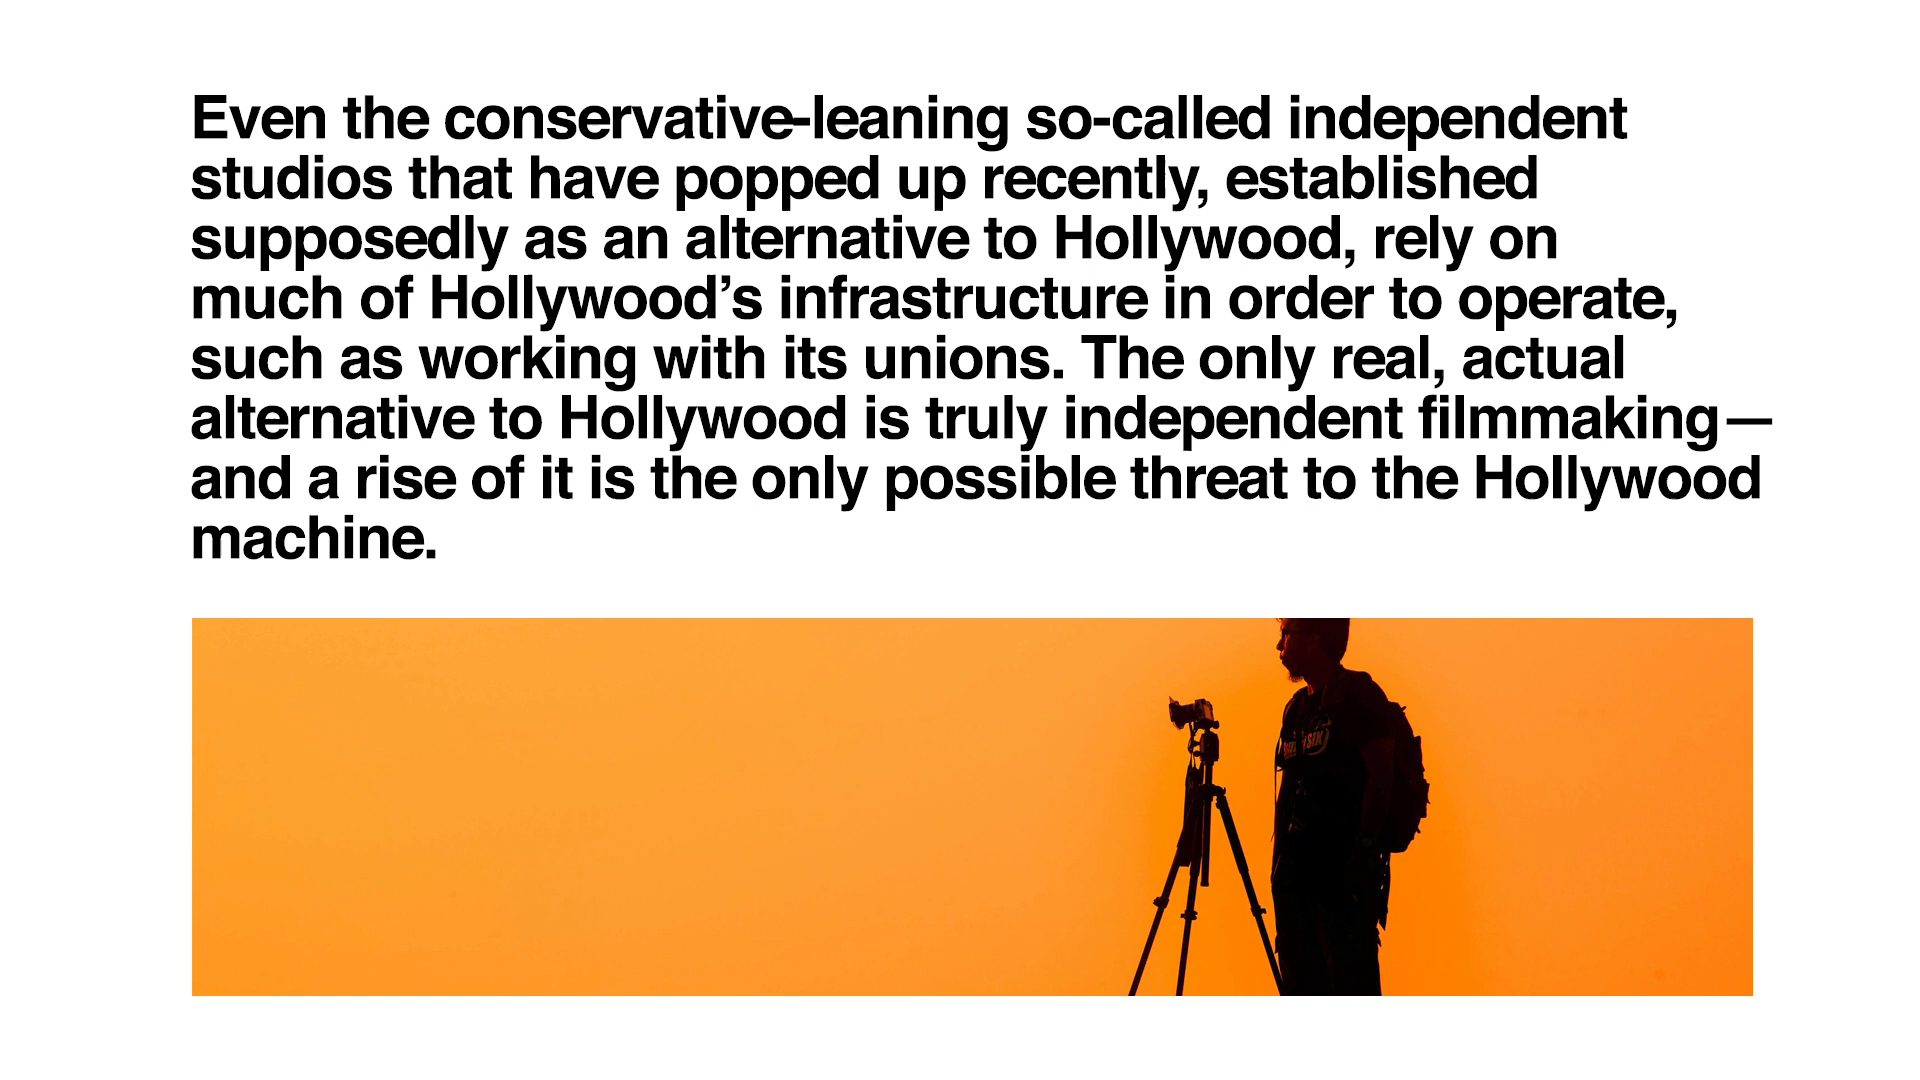 Even the conservative-leaning so-called independent
studios that have popped up recently, established
supposedly as an alternative to Hollywood, rely on
much of Hollywood’s infrastructure in order to operate,
such as working with its unions. The only real, actual
alternative to Hollywood is truly independent filmmaking—
and a rise of it is the only possible threat to the Hollywood
machine.